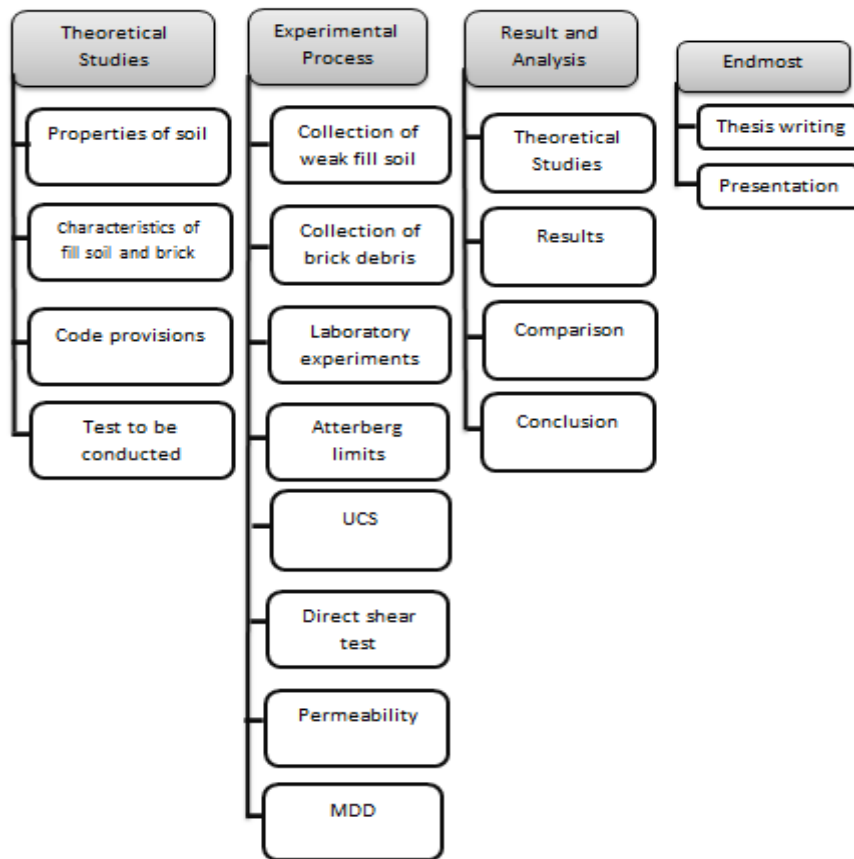 Theoretical
Studies
Properties of soil
Characteristics of
fill soil and brick
Code provisions
Test to be
conducted
Experimental
Process
Collection of
weak fill soil
Collection of
brick debris
Laboratory
experiments
Atterberg
limits
UCS
Direct shear
test
Permeability
MDD
Result and
Analysis
Theoretical
Studies
Results
Comparison
Conclusion
Endmost
Thesis writing
Presentation